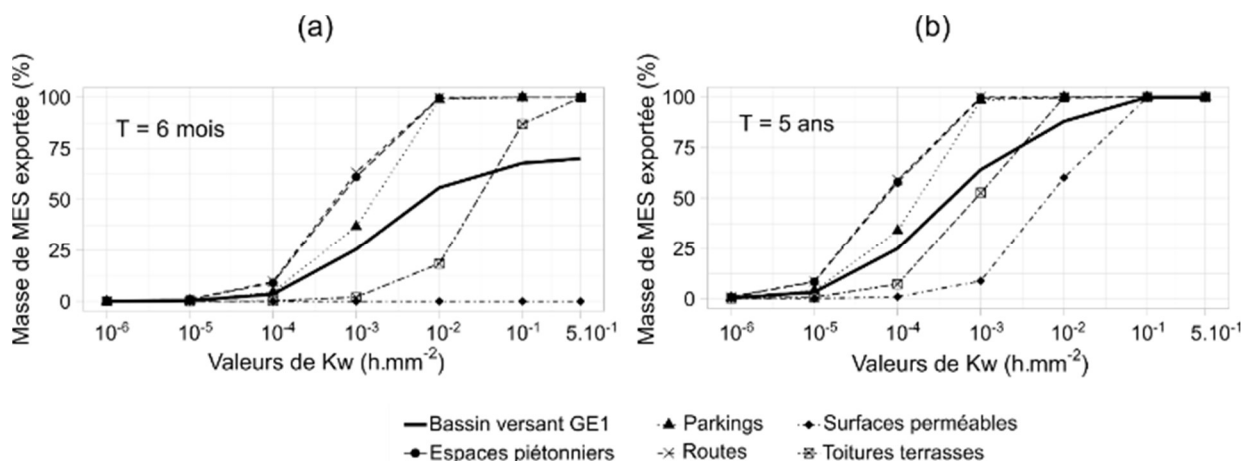 (a)
Masse de MES exportée (%)
100
75
50
25
0
T = 6 mois
10⁻⁶ 10⁻⁵ 10⁻⁴ 10⁻³ 10⁻² 10⁻¹ 5.10⁻¹
Valeurs de Kw (h.mm⁻²)
(b)
Masse de MES exportée (%)
100
75
50
25
0
T = 5 ans
10⁻⁶ 10⁻⁵ 10⁻⁴ 10⁻³ 10⁻² 10⁻¹ 5.10⁻¹
Valeurs de Kw (h.mm⁻²)
Bassin versant GE1 Parkings Surfaces perméables
Espaces piétonniers Routes Toitures terrasses